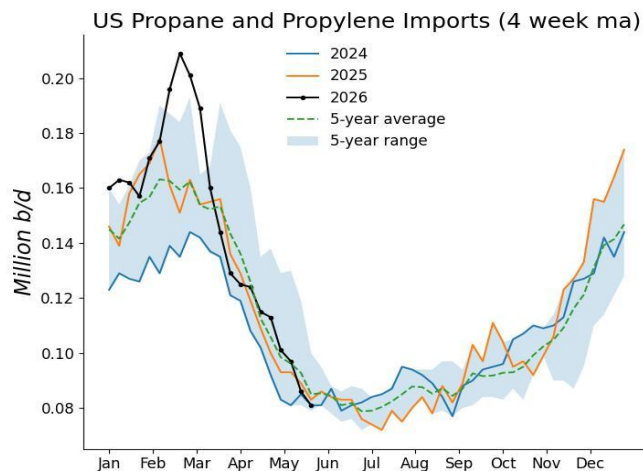 US Propane and Propylene Imports (4 week ma)
2024
2025
2026
5-year average
5-year range
Million b/d
0.20
0.18
0.16
0.14
0.12
0.10
0.08
Jan Feb Mar Apr May Jun Jul Aug Sep Oct Nov Dec